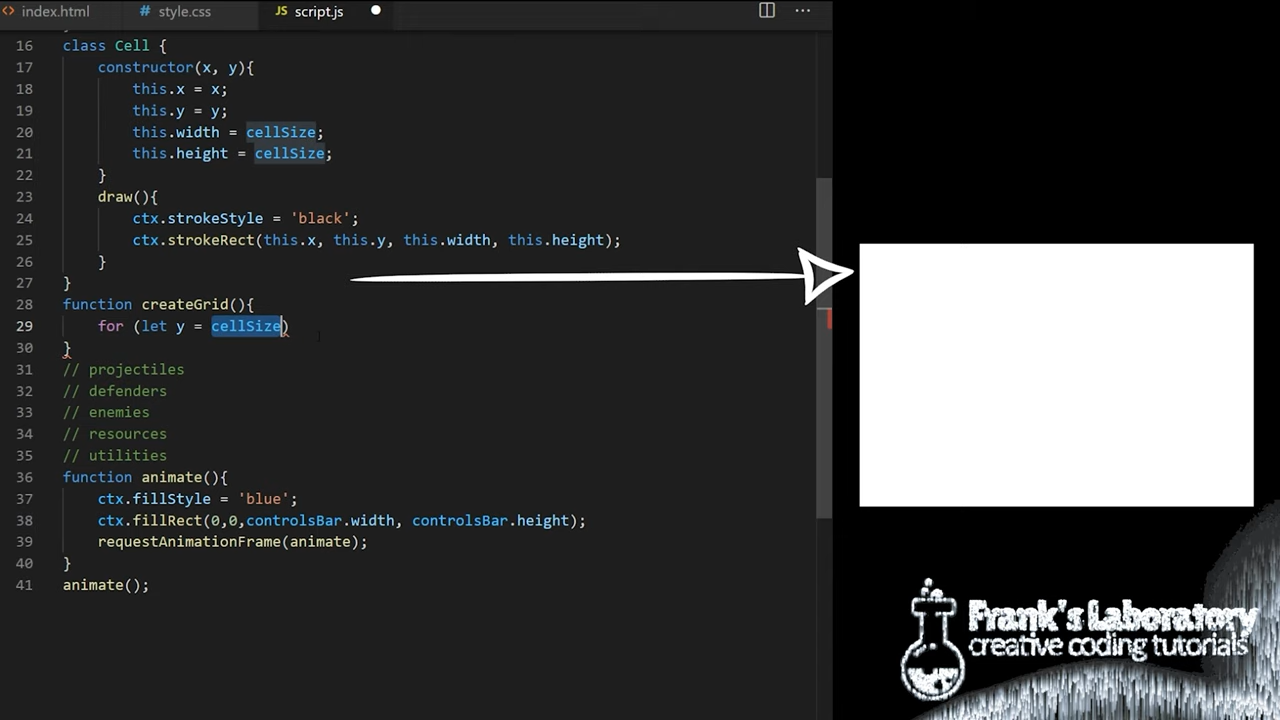 index.html
style.css
JS script.js
16 class Cell {
17 constructor(x, y){
18 this.x = x;
19 this.y = y;
20 this.width = cellSize;
21 this.height = cellSize;
22 }
23 draw(){
24 ctx.strokeStyle = 'black';
25 ctx.strokeRect(this.x, this.y, this.width, this.height);
26 }
27 }
28 function createGrid(){
29 for (let y = cellSize)
30 }
31 // projectiles
32 // defenders
33 // enemies
34 // resources
35 // utilities
36 function animate(){
37 ctx.fillStyle = 'blue';
38 ctx.fillRect(0,0,controlsBar.width, controlsBar.height);
39 requestAnimationFrame(animate);
40 }
41 animate();
Frank's Laboratory
creative coding tutorials